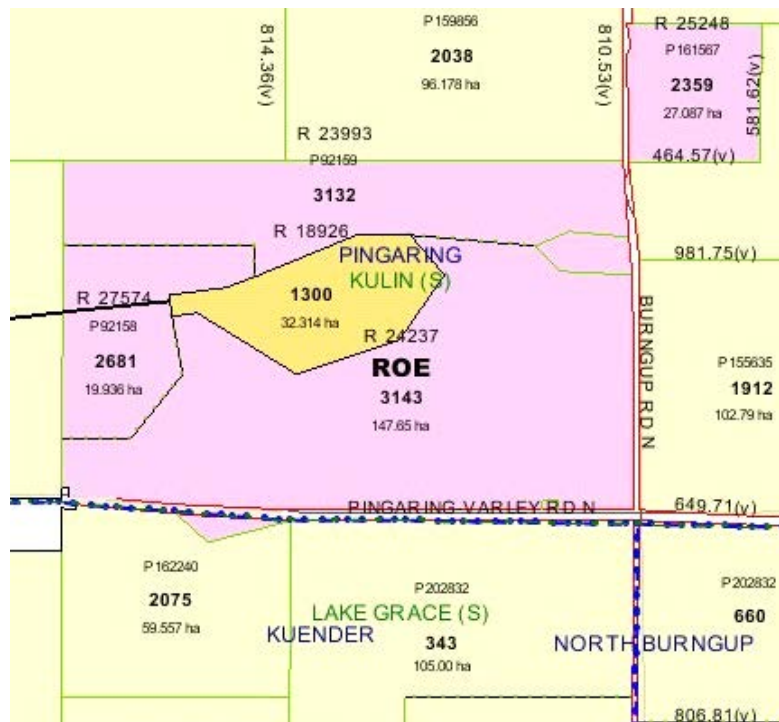 P159856
2038
96.178 ha
814.36(v)
810.53(v)
R 25248
P161567
2359
27.087 ha
581.62(v)
464.57(v)
R 23993
P92159
3132
R 18926
PINGARING
KULIN (S)
981.75(v)
R 27574
1300
32.314 ha
P92158
2681
19.936 ha
R 24237
ROE
3143
147.65 ha
BURNGUP RD N
P155635
1912
102.79 ha
PINGARING-VARLEY RD N
649.71(v)
P162240
2075
59.557 ha
P202832
LAKE GRACE (S)
KUENDER
343
105.00 ha
P202832
660
NORTH BURNGUP
806.81(v)